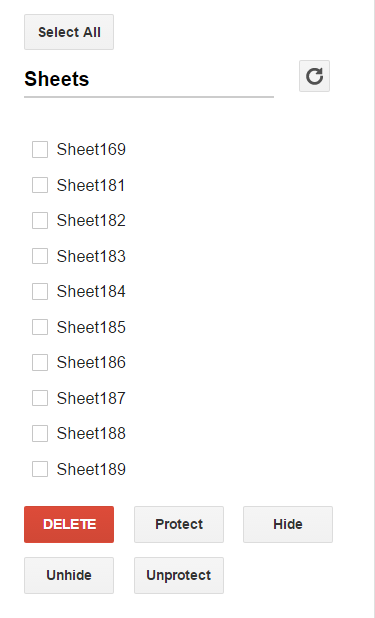 Select All
Sheets
Sheet169
Sheet181
Sheet182
Sheet183
Sheet184
Sheet185
Sheet186
Sheet187
Sheet188
Sheet189
DELETE Protect Hide
Unhide Unprotect